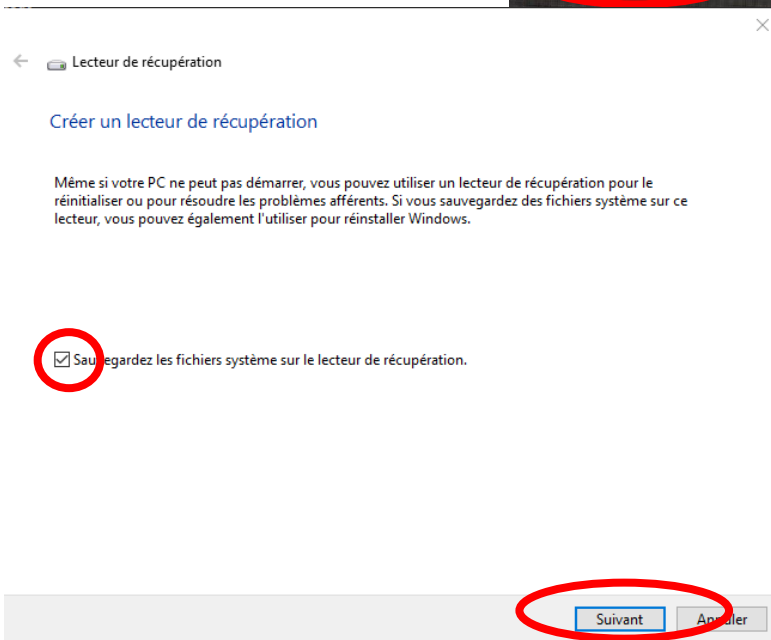 Lecteur de récupération
Créer un lecteur de récupération
Même si votre PC ne peut pas démarrer, vous pouvez utiliser un lecteur de récupération pour le
réinitialiser ou pour résoudre les problèmes afférents. Si vous sauvegardez des fichiers système sur ce
lecteur, vous pouvez également l'utiliser pour réinstaller Windows.
Sauvegardez les fichiers système sur le lecteur de récupération.
Suivant Annuler